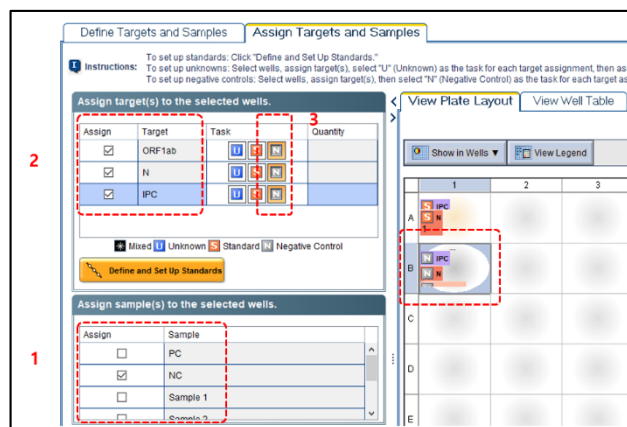 Define Targets and Samples
Assign Targets and Samples
Instructions:
To set up standards: Click "Define and Set Up Standards."
To set up unknowns: Select wells, assign target(s), select "U" (Unknown) as the task for each target assignment, then as
To set up negative controls: Select wells, assign target(s), then select "N" (Negative Control) as the task for each target as
Assign target(s) to the selected wells.
3
2
Assign Target Task Quantity
ORF1ab U S N
N U S N
IPC U S N
Mixed U Unknown S Standard N Negative Control
Define and Set Up Standards
Assign sample(s) to the selected wells.
1
Assign Sample
PC
NC
Sample 1
Sample 2
View Plate Layout
View Well Table
Show in Wells ▼
View Legend
1 2 3
A
S IPC
S N
1
B
...
N IPC
N N
C
D
E